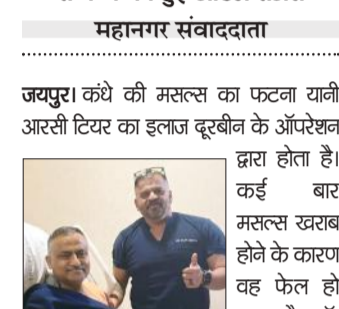 महानगर संवाददाता
जयपुर। कंधे की मसल्स का फटना यानी
आरसी टियर का इलाज दूरबीन के ऑपरेशन
द्वारा होता है।
कई बार
मसल्स खराब
होने के कारण
वह फेल हो